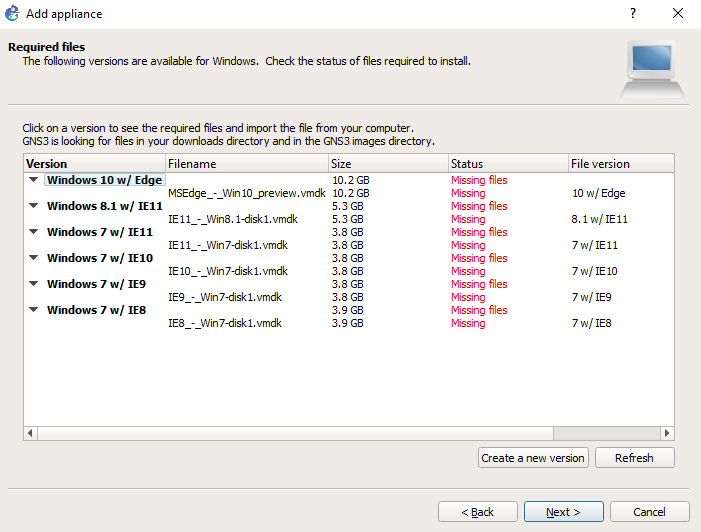 Add appliance
Required files
The following versions are available for Windows. Check the status of files required to install.
Click on a version to see the required files and import the file from your computer.
GNS3 is looking for files in your downloads directory and in the GNS3 images directory.
Version Filename Size Status File version
Windows 10 w/ Edge 10.2 GB Missing files
MSEdge_-_Win10_preview.vmdk 10.2 GB Missing 10 w/ Edge
Windows 8.1 w/ IE11 5.3 GB Missing files
IE11_-_Win8.1-disk1.vmdk 5.3 GB Missing 8.1 w/ IE11
Windows 7 w/ IE11 3.8 GB Missing files
IE11_-_Win7-disk1.vmdk 3.8 GB Missing 7 w/ IE11
Windows 7 w/ IE10 3.8 GB Missing files
IE10_-_Win7-disk1.vmdk 3.8 GB Missing 7 w/ IE10
Windows 7 w/ IE9 3.8 GB Missing files
IE9_-_Win7-disk1.vmdk 3.8 GB Missing 7 w/ IE9
Windows 7 w/ IE8 3.9 GB Missing files
IE8_-_Win7-disk1.vmdk 3.9 GB Missing 7 w/ IE8
Create a new version Refresh
< Back Next > Cancel